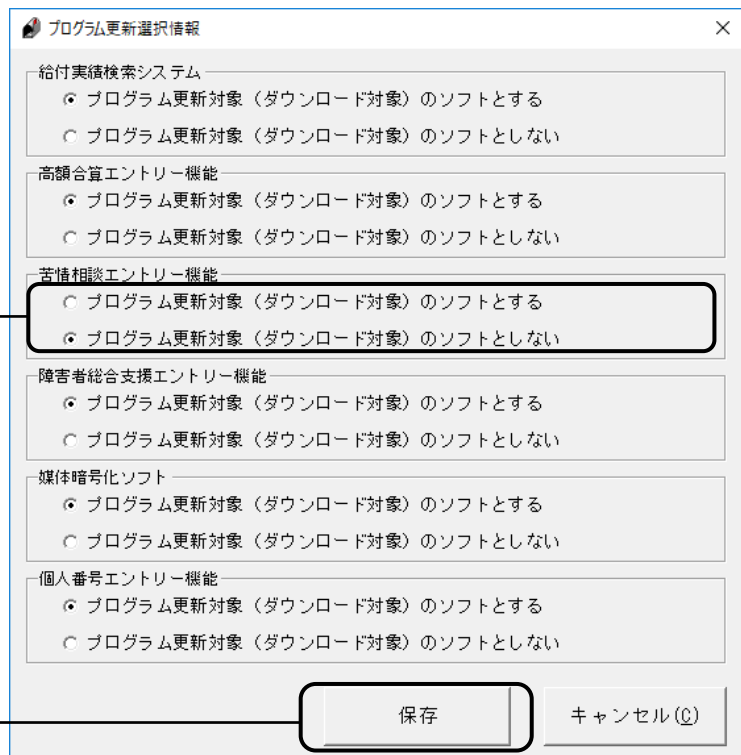 プログラム更新選択情報
給付実績検索システム
プログラム更新対象（ダウンロード対象）のソフトとする
プログラム更新対象（ダウンロード対象）のソフトとしない
高額合算エントリー機能
プログラム更新対象（ダウンロード対象）のソフトとする
プログラム更新対象（ダウンロード対象）のソフトとしない
苦情相談エントリー機能
プログラム更新対象（ダウンロード対象）のソフトとする
プログラム更新対象（ダウンロード対象）のソフトとしない
障害者総合支援エントリー機能
プログラム更新対象（ダウンロード対象）のソフトとする
プログラム更新対象（ダウンロード対象）のソフトとしない
媒体暗号化ソフト
プログラム更新対象（ダウンロード対象）のソフトとする
プログラム更新対象（ダウンロード対象）のソフトとしない
個人番号エントリー機能
プログラム更新対象（ダウンロード対象）のソフトとする
プログラム更新対象（ダウンロード対象）のソフトとしない
保存 キャンセル(C)